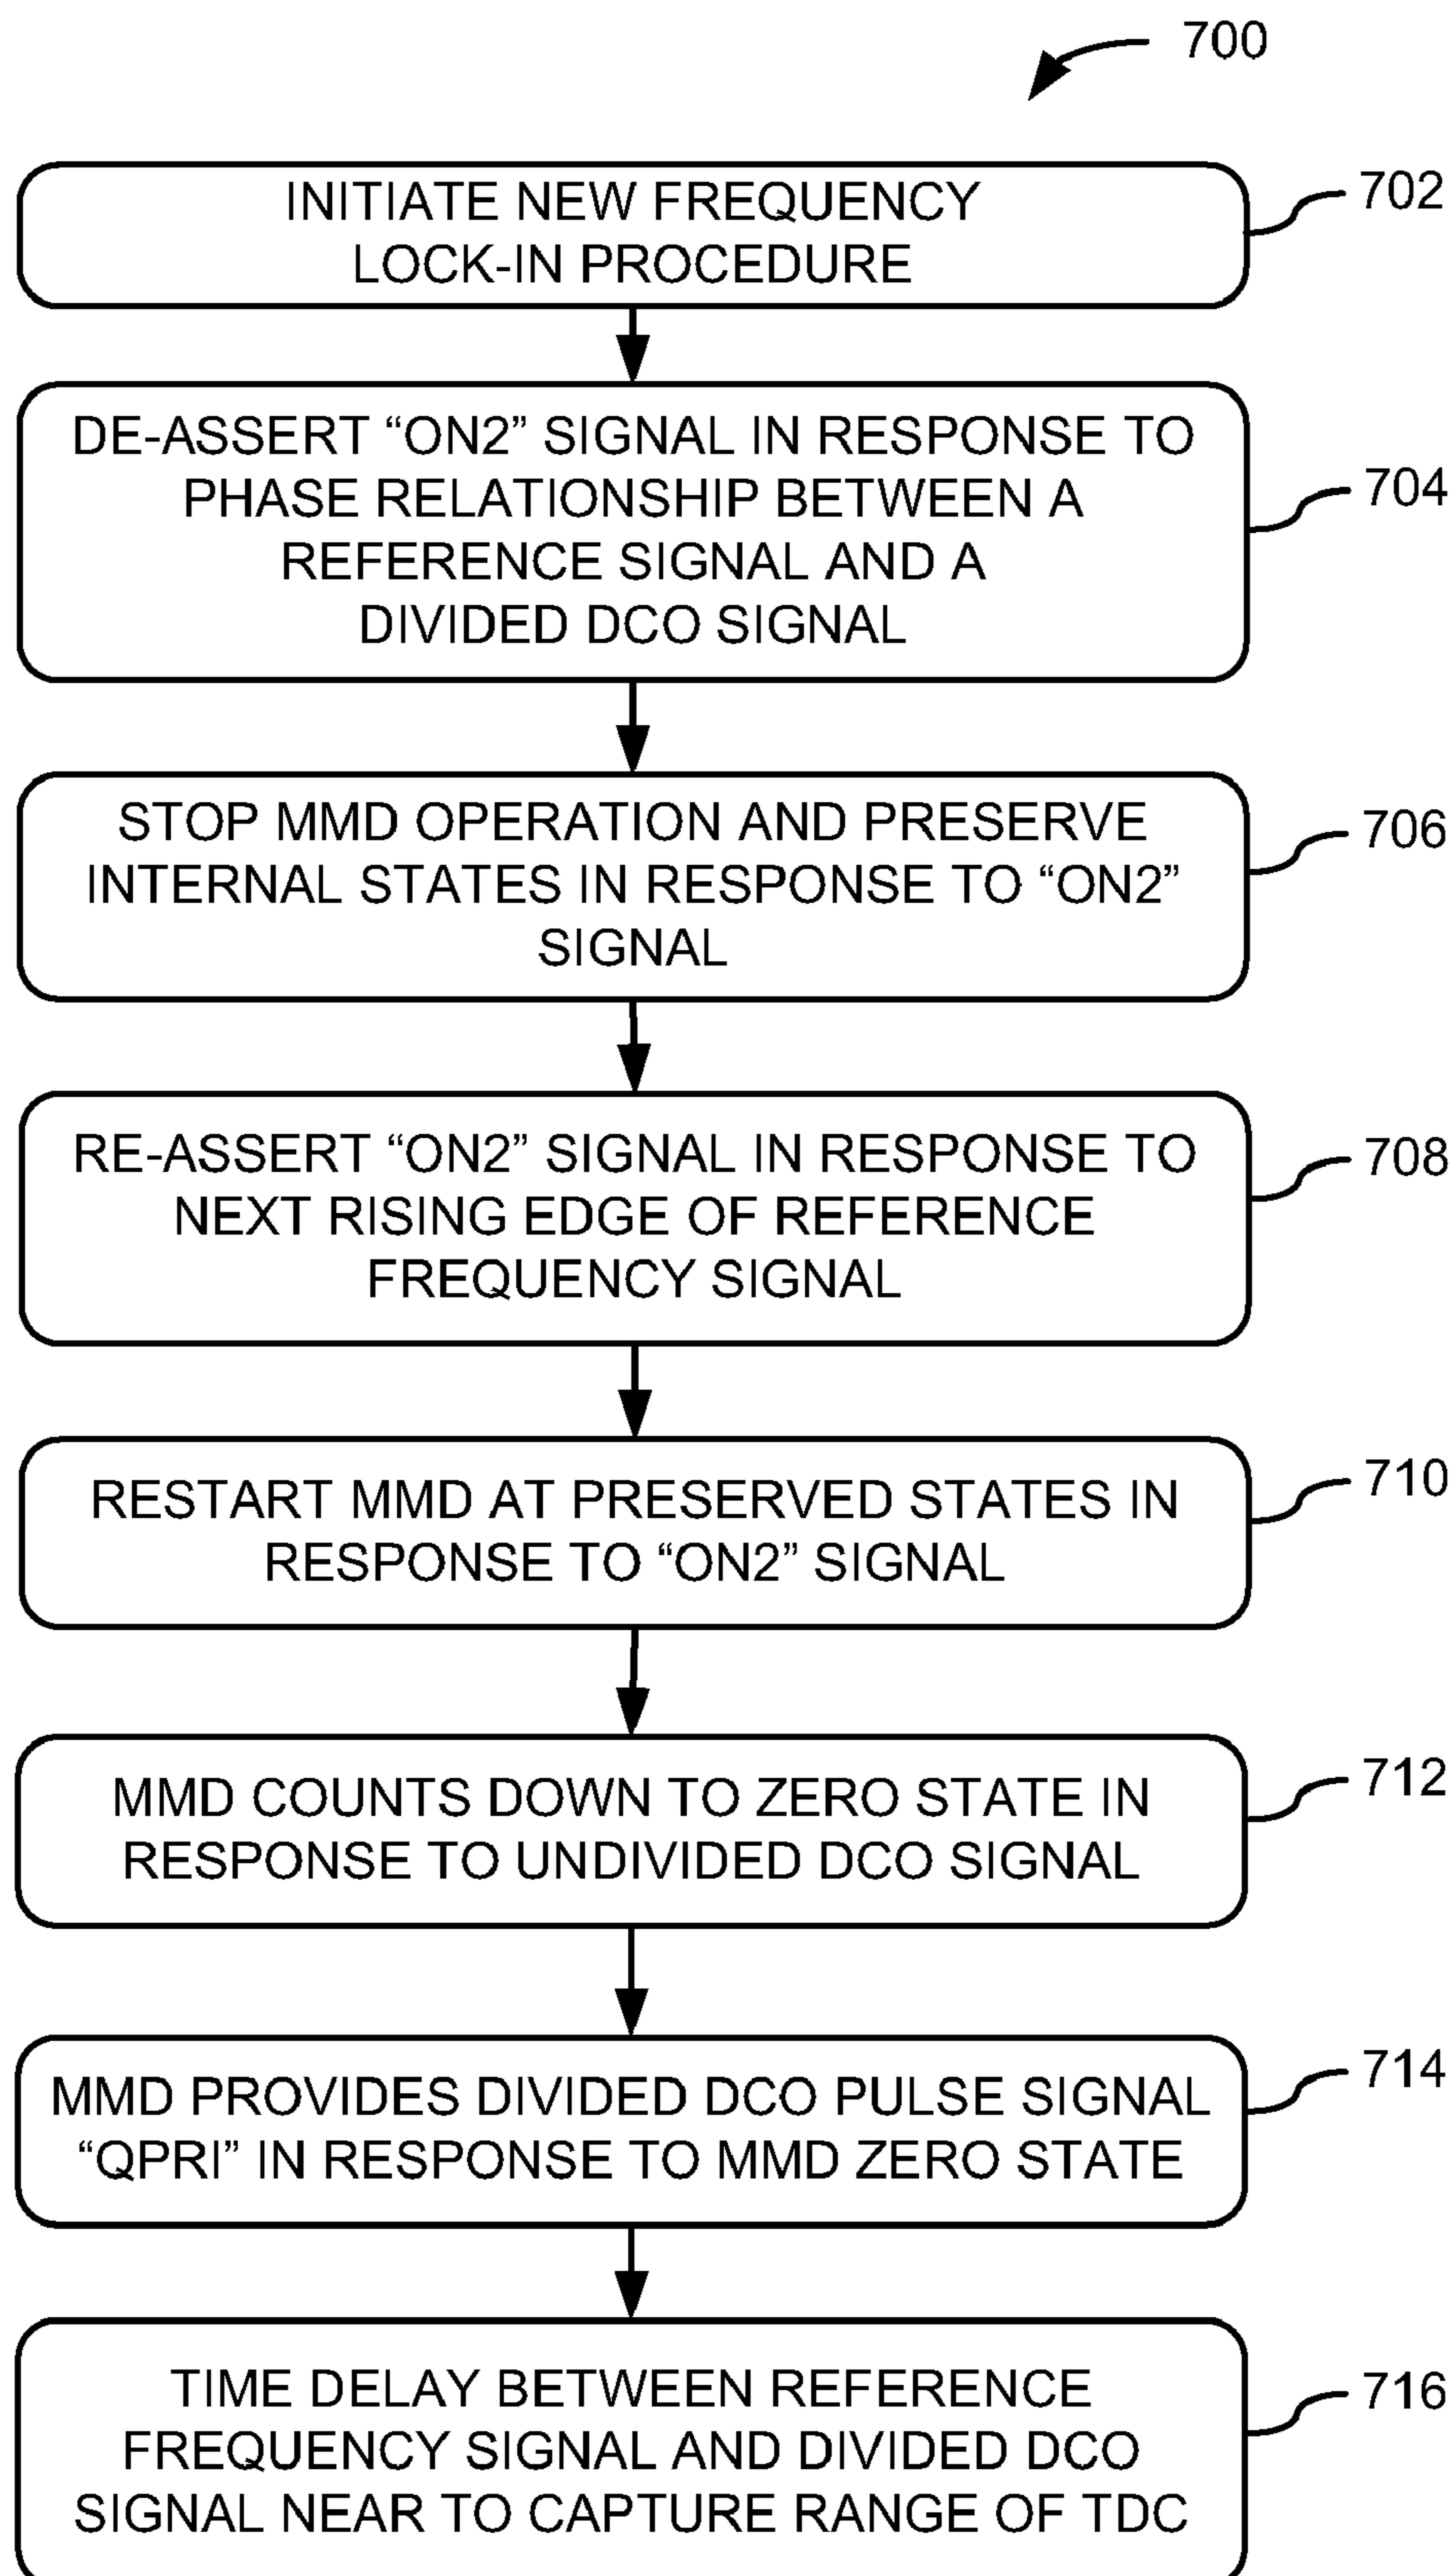 700
INITIATE NEW FREQUENCY
LOCK-IN PROCEDURE
702
DE-ASSERT “ON2” SIGNAL IN RESPONSE TO
PHASE RELATIONSHIP BETWEEN A
REFERENCE SIGNAL AND A
DIVIDED DCO SIGNAL
704
STOP MMD OPERATION AND PRESERVE
INTERNAL STATES IN RESPONSE TO “ON2”
SIGNAL
706
RE-ASSERT “ON2” SIGNAL IN RESPONSE TO
NEXT RISING EDGE OF REFERENCE
FREQUENCY SIGNAL
708
RESTART MMD AT PRESERVED STATES IN
RESPONSE TO “ON2” SIGNAL
710
MMD COUNTS DOWN TO ZERO STATE IN
RESPONSE TO UNDIVIDED DCO SIGNAL
712
MMD PROVIDES DIVIDED DCO PULSE SIGNAL
“QPRI” IN RESPONSE TO MMD ZERO STATE
714
TIME DELAY BETWEEN REFERENCE
FREQUENCY SIGNAL AND DIVIDED DCO
SIGNAL NEAR TO CAPTURE RANGE OF TDC
716